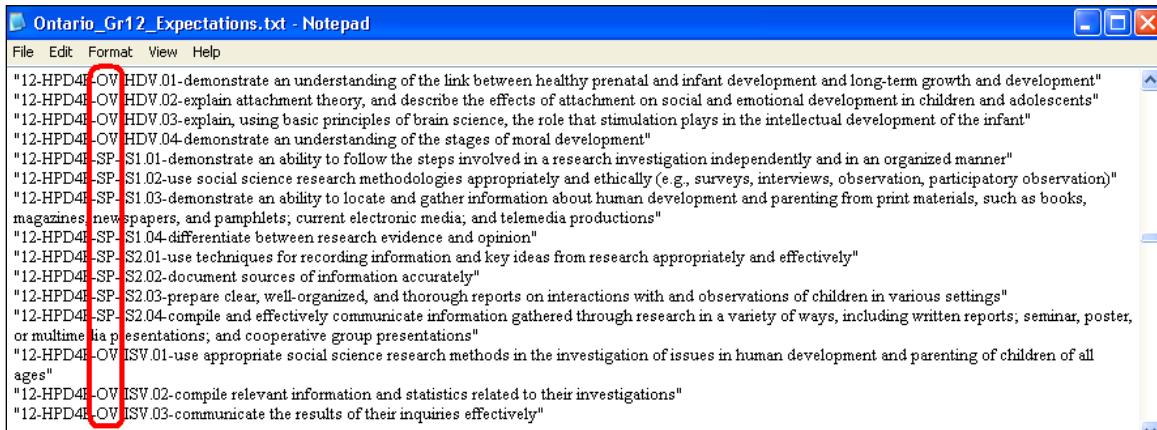 Ontario_Gr12_Expectations.txt - Notepad
File Edit Format View Help
"12-HPD4E-OV-HDV.01-demonstrate an understanding of the link between healthy prenatal and infant development and long-term growth and development"
"12-HPD4E-OV-HDV.02-explain attachment theory, and describe the effects of attachment on social and emotional development in children and adolescents"
"12-HPD4E-OV-HDV.03-explain, using basic principles of brain science, the role that stimulation plays in the intellectual development of the infant"
"12-HPD4E-OV-HDV.04-demonstrate an understanding of the stages of moral development"
"12-HPD4E-SP-IS1.01-demonstrate an ability to follow the steps involved in a research investigation independently and in an organized manner"
"12-HPD4E-SP-IS1.02-use social science research methodologies appropriately and ethically (e.g., surveys, interviews, observation, participatory observation)"
"12-HPD4E-SP-IS1.03-demonstrate an ability to locate and gather information about human development and parenting from print materials, such as books,
magazines, newspapers, and pamphlets; current electronic media; and telemedia productions"
"12-HPD4E-SP-IS1.04-differentiate between research evidence and opinion"
"12-HPD4E-SP-IS2.01-use techniques for recording information and key ideas from research appropriately and effectively"
"12-HPD4E-SP-IS2.02-document sources of information accurately"
"12-HPD4E-SP-IS2.03-prepare clear, well-organized, and thorough reports on interactions with and observations of children in various settings"
"12-HPD4E-SP-IS2.04-compile and effectively communicate information gathered through research in a variety of ways, including written reports; seminar, poster,
or multimedia presentations; and cooperative group presentations"
"12-HPD4E-OV-ISV.01-use appropriate social science research methods in the investigation of issues in human development and parenting of children of all
ages"
"12-HPD4E-OV-ISV.02-compile relevant information and statistics related to their investigations"
"12-HPD4E-OV-ISV.03-communicate the results of their inquiries effectively"